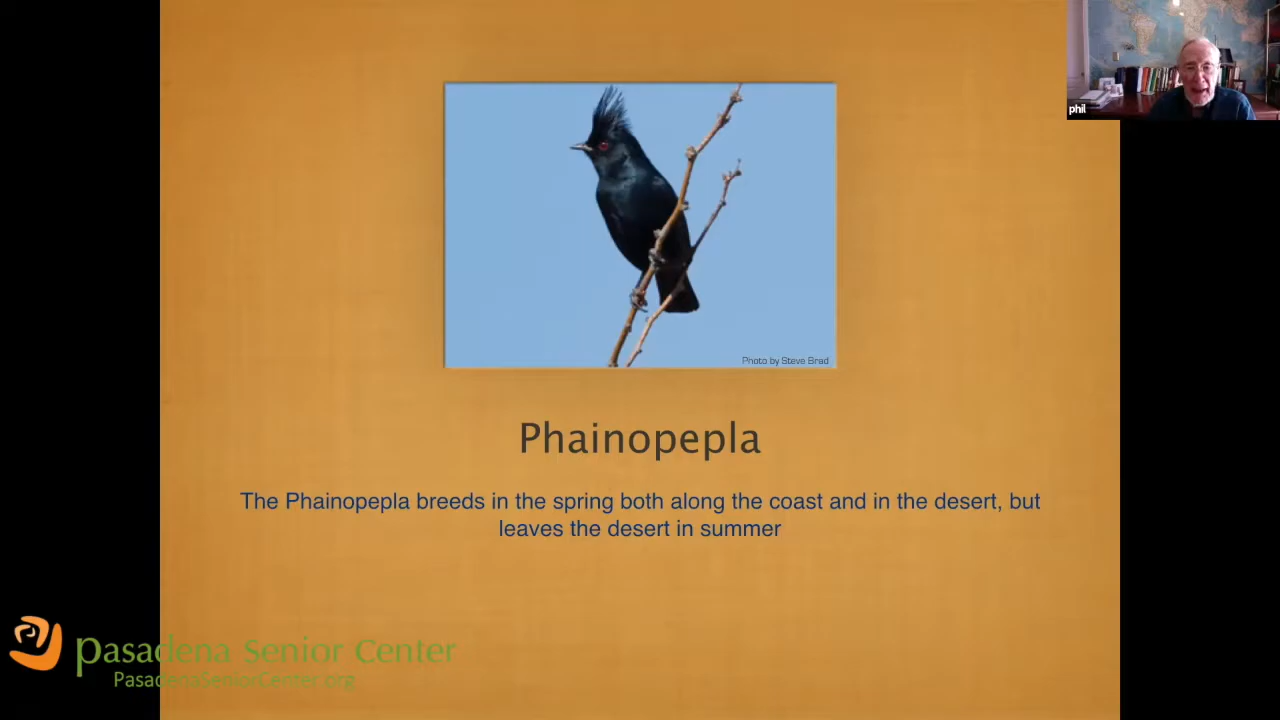 phil
Photo by Steve Brad
Phainopepla
The Phainopepla breeds in the spring both along the coast and in the desert, but
leaves the desert in summer
Pasadena Senior Center
PasadenaSeniorCenter.org